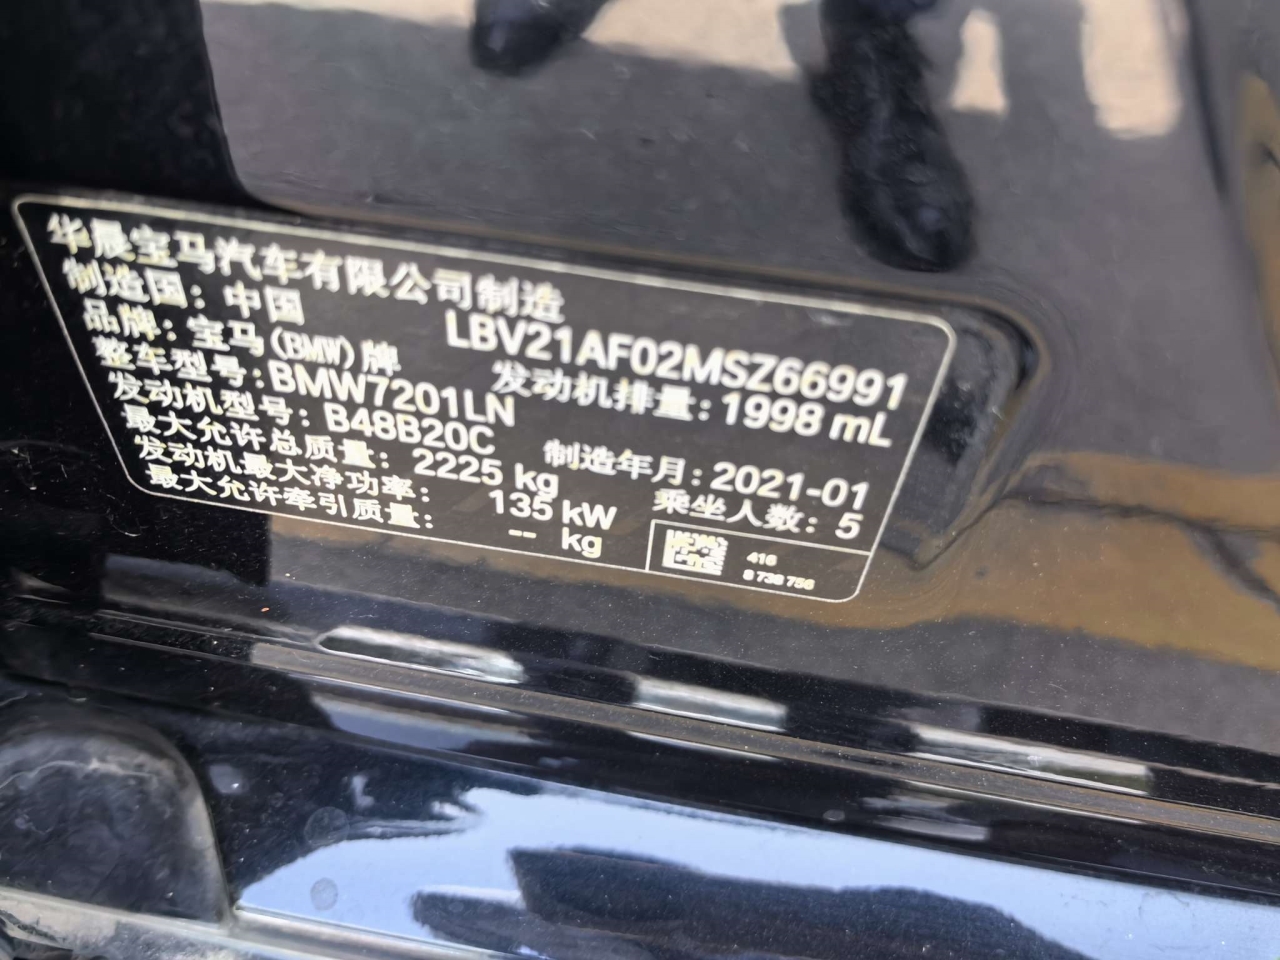 华晨宝马汽车有限公司制造
制造国：中国
LBV21AF02MSZ66991
品牌：宝马(BMW)牌
发动机排量：1998 mL
整车型号：BMW7201LN
发动机型号：B48B20C
制造年月：2021-01
最大允许总质量：2225 kg
乘坐人数：5
发动机最大净功率：135 kW
最大允许牵引质量：-- kg
416
8 738 756